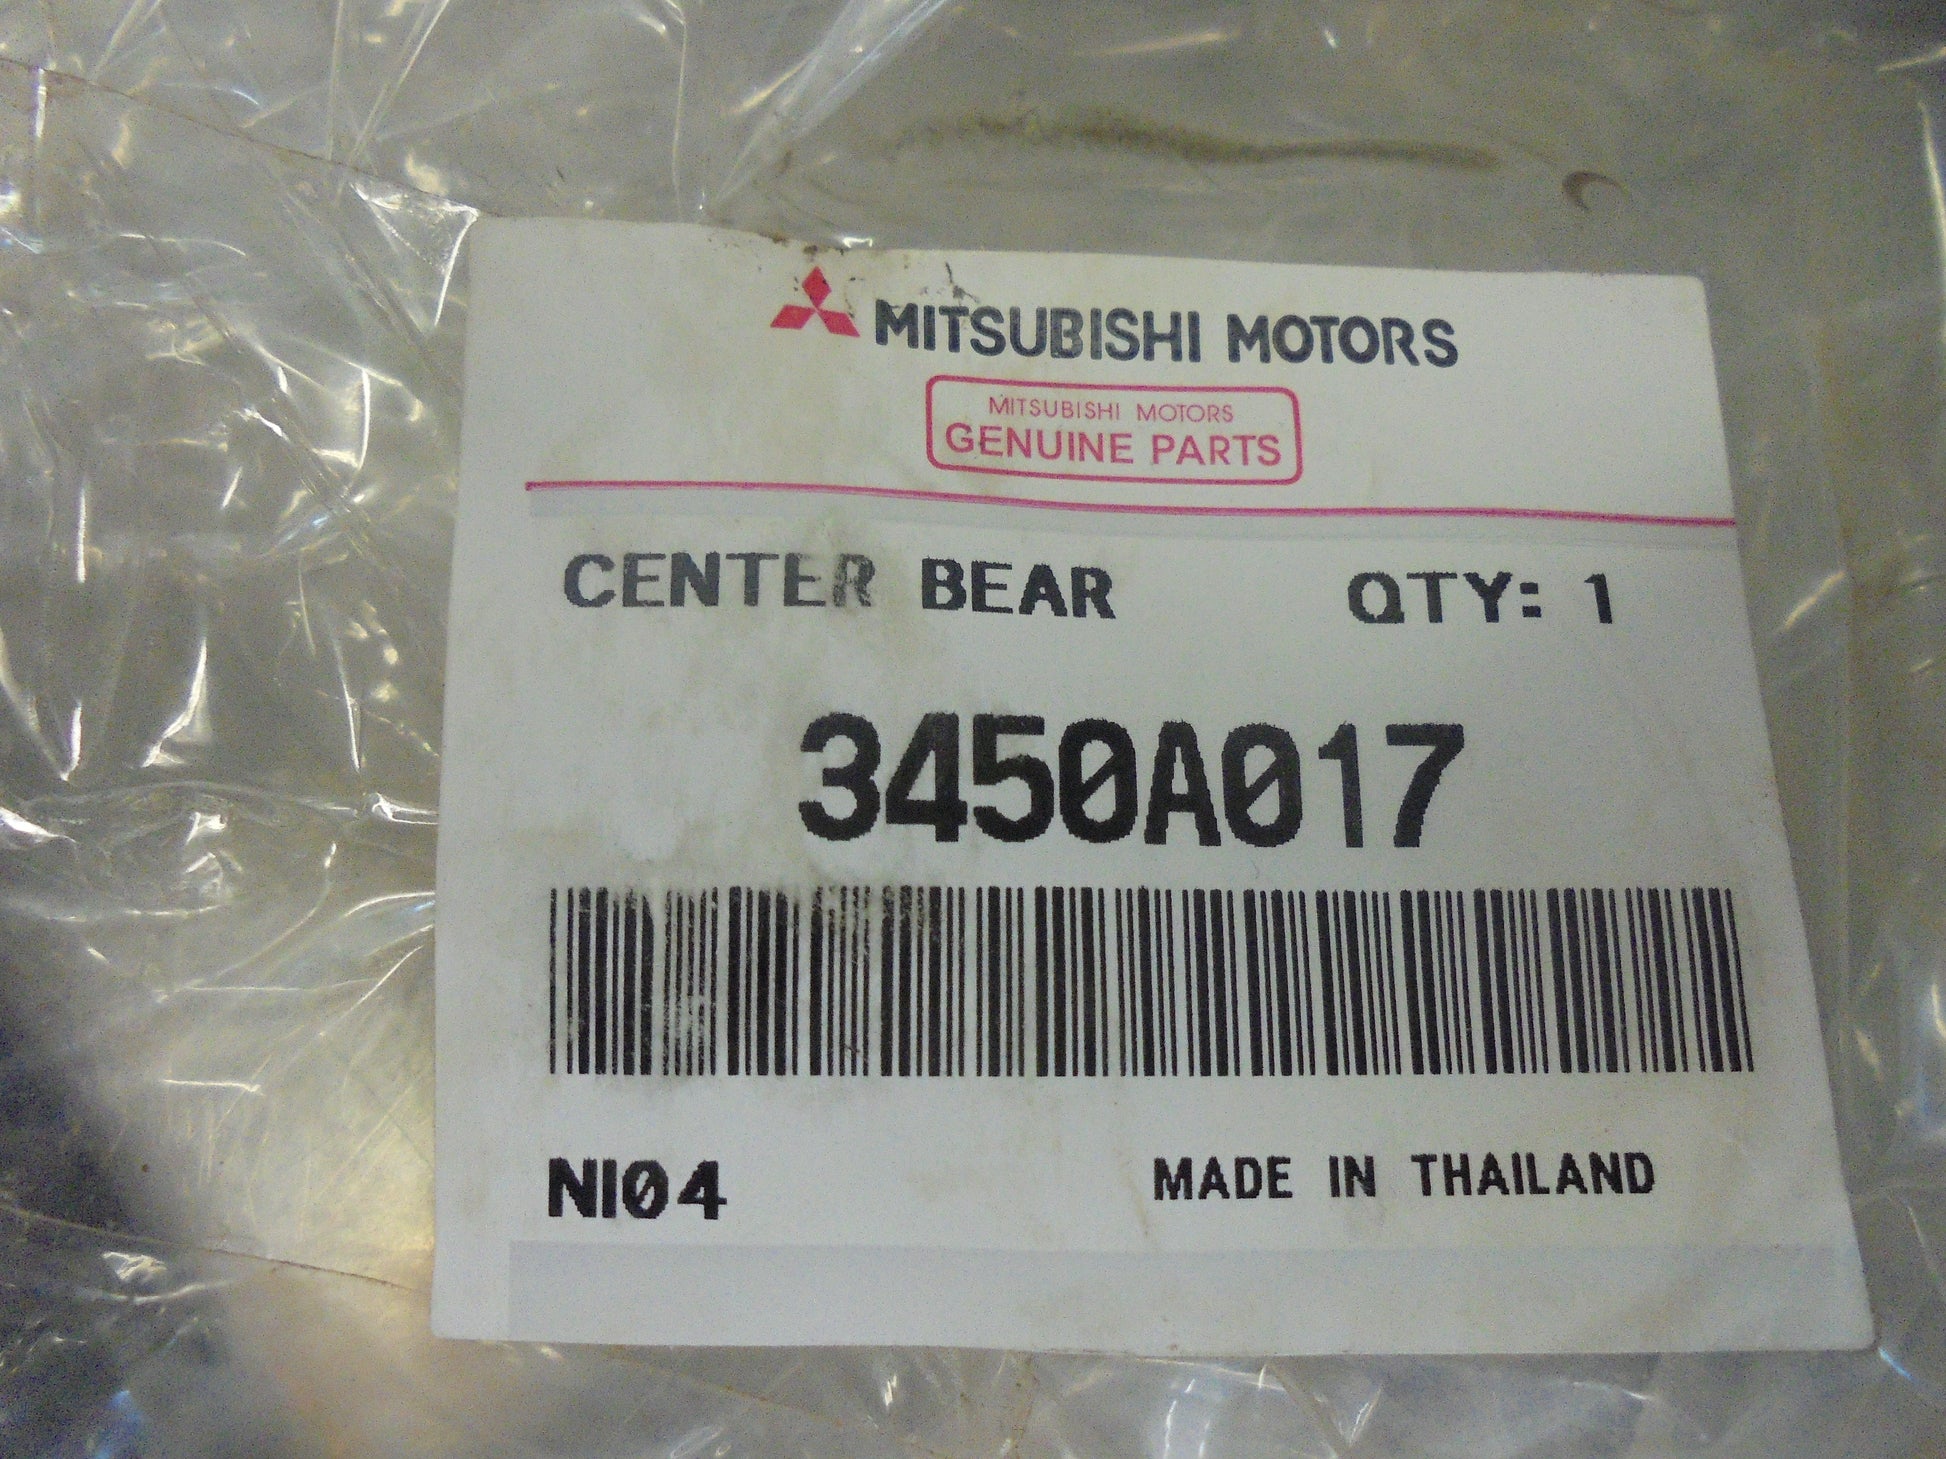 MITSUBISHI MOTORS
MITSUBISHI MOTORS
GENUINE PARTS
CENTER BEAR QTY: 1
3450A017
NI04 MADE IN THAILAND